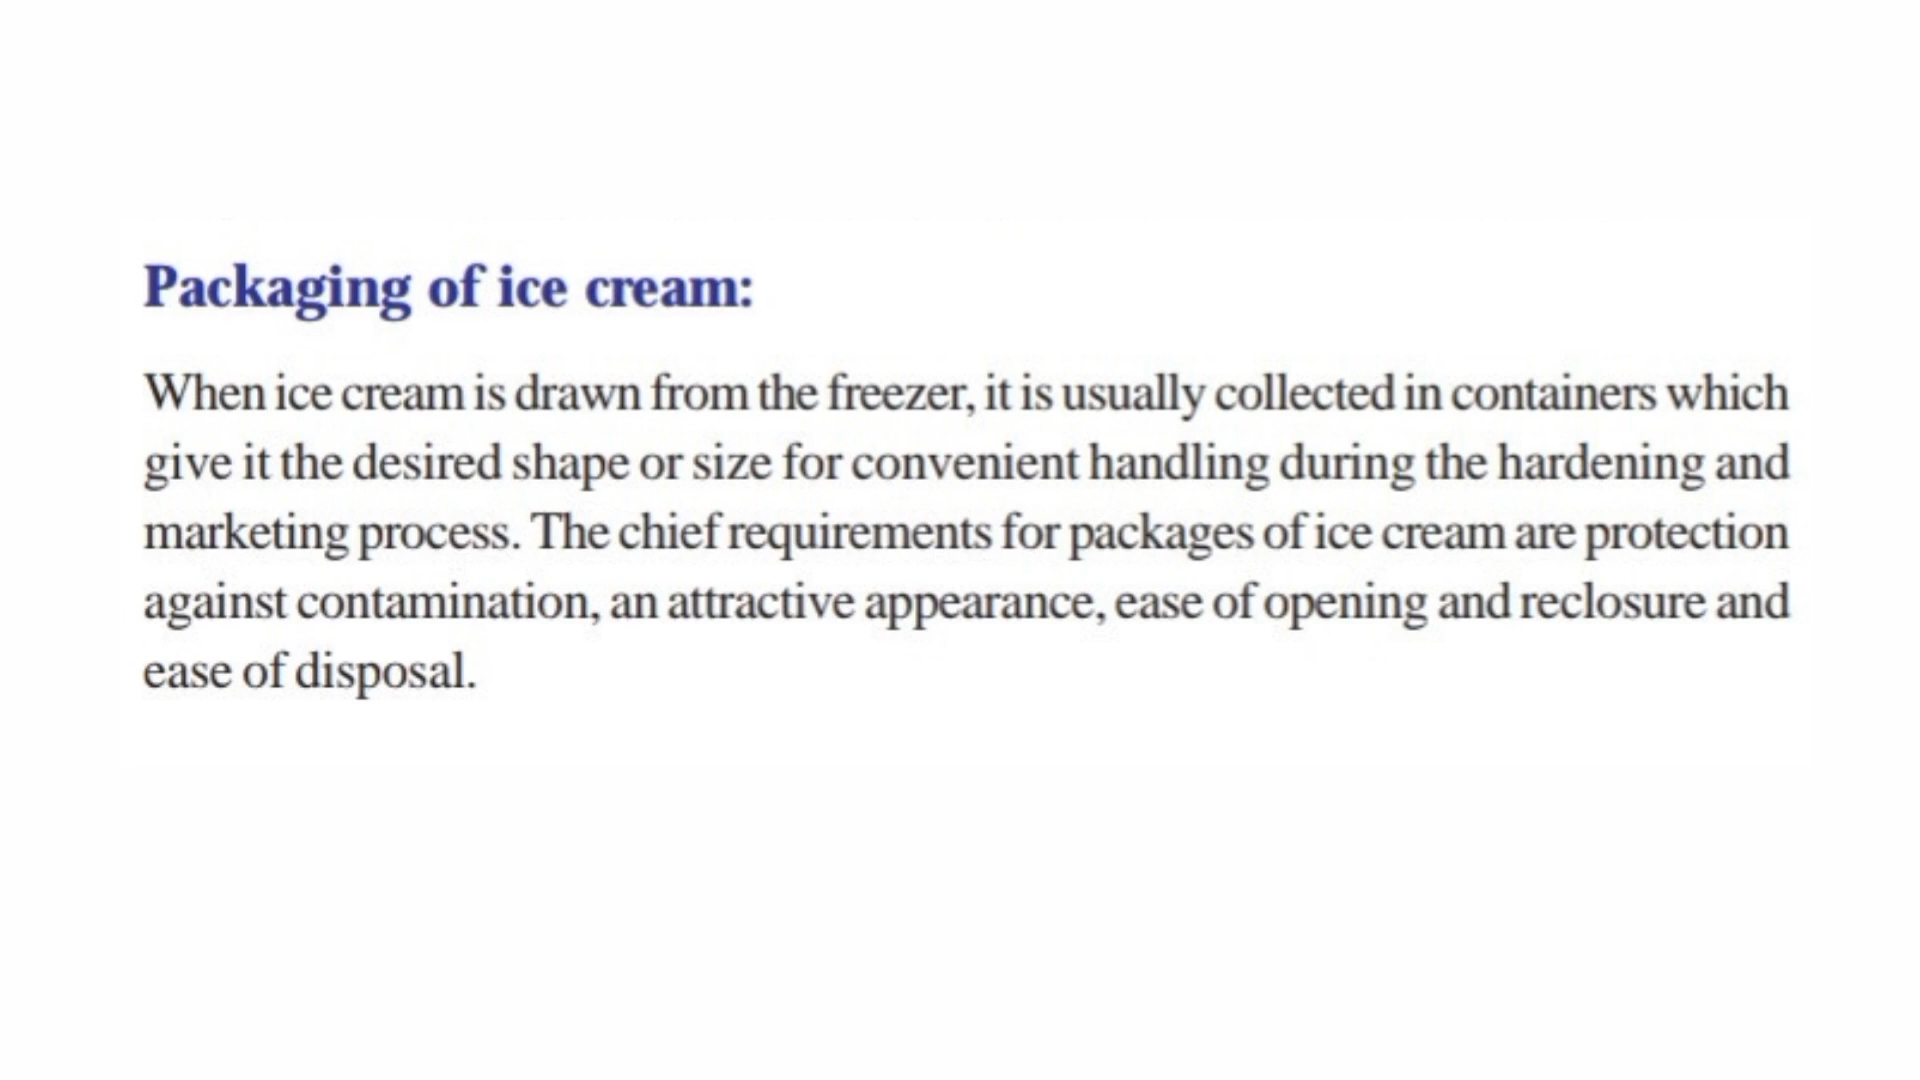 Packaging of ice cream:
When ice cream is drawn from the freezer, it is usually collected in containers which
give it the desired shape or size for convenient handling during the hardening and
marketing process. The chief requirements for packages of ice cream are protection
against contamination, an attractive appearance, ease of opening and reclosure and
ease of disposal.